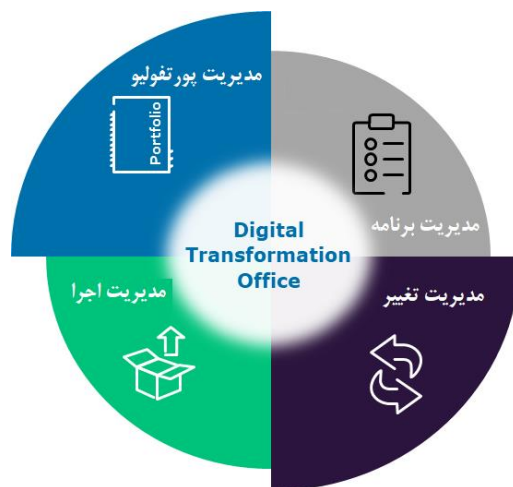 مدیریت پورتفولیو
Portfolio
مدیریت برنامه
Digital
Transformation
Office
مدیریت اجرا
مدیریت تغییر